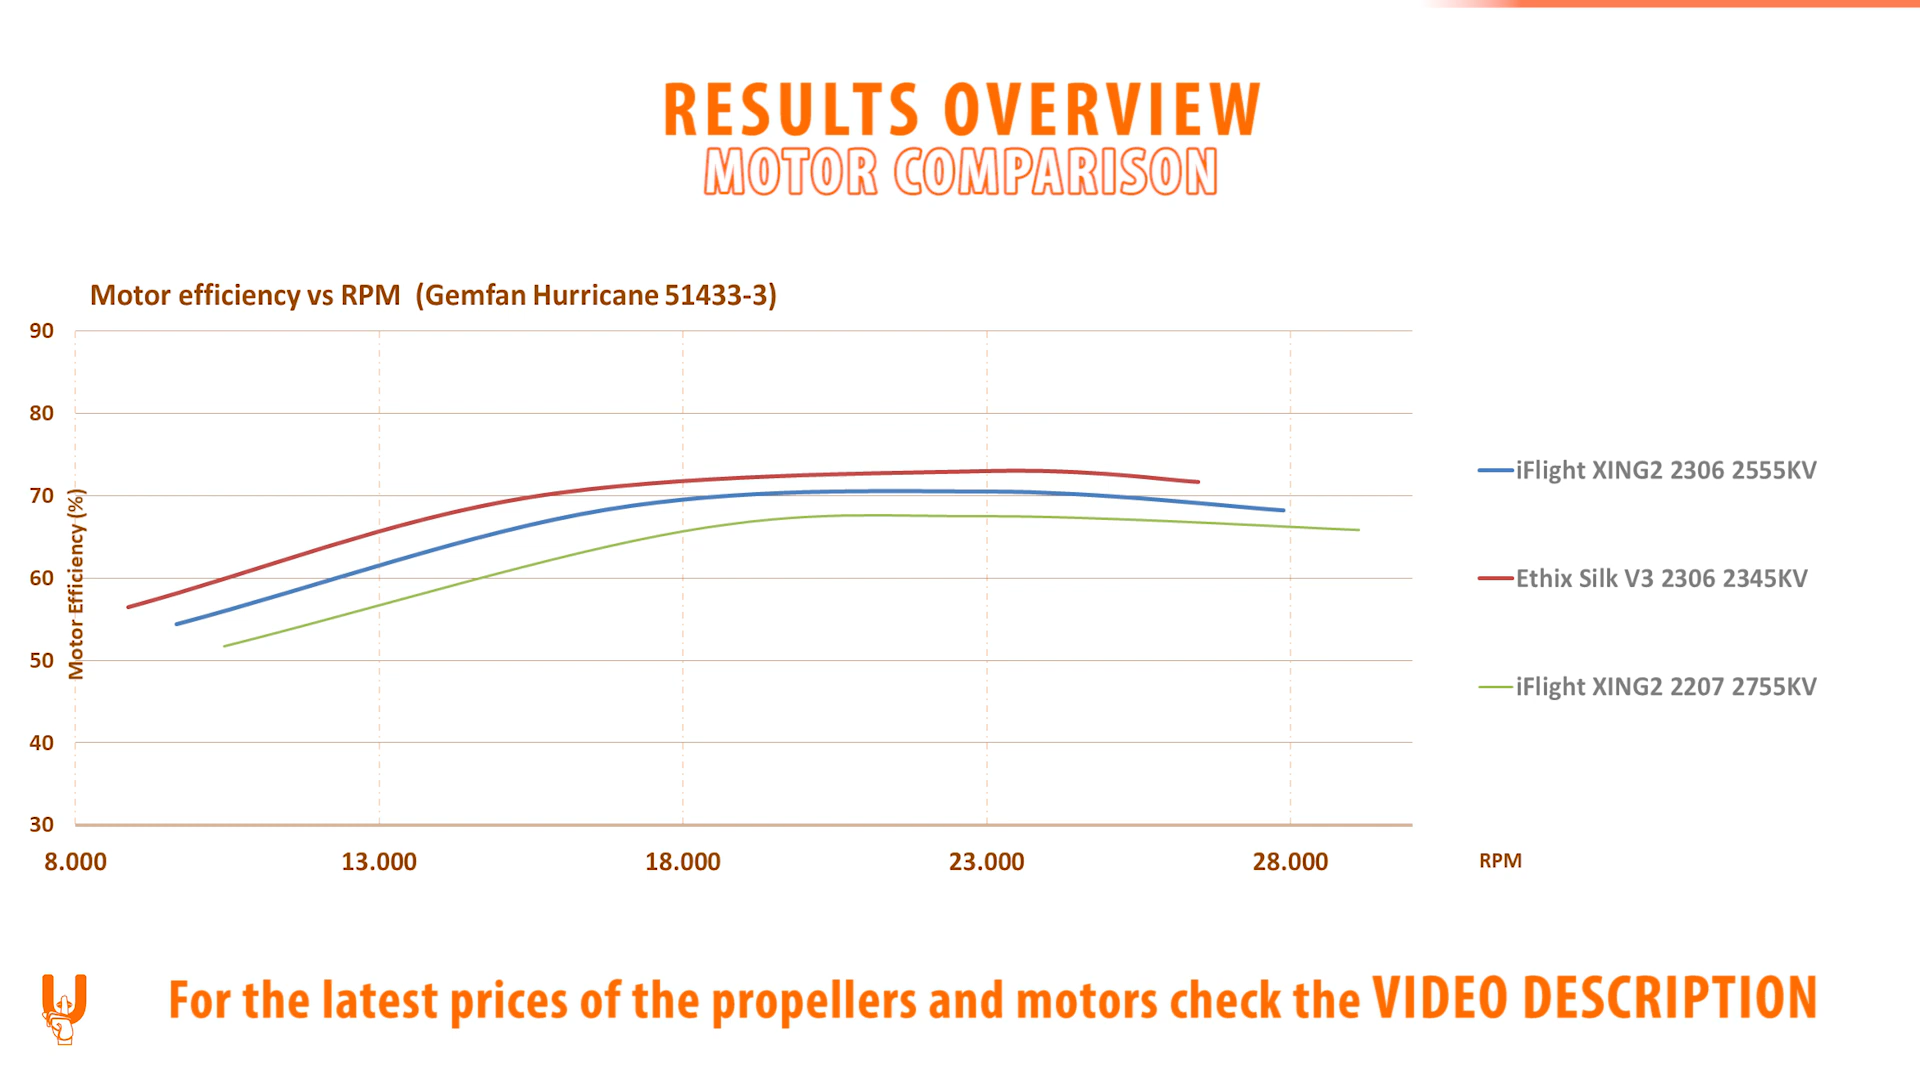 RESULTS OVERVIEW
MOTOR COMPARISON
Motor efficiency vs RPM (Gemfan Hurricane 51433-3)
90
80
70
60
50
40
30
Motor Efficiency (%)
8.000 13.000 18.000 23.000 28.000 RPM
iFlight XING2 2306 2555KV
Ethix Silk V3 2306 2345KV
iFlight XING2 2207 2755KV
For the latest prices of the propellers and motors check the VIDEO DESCRIPTION